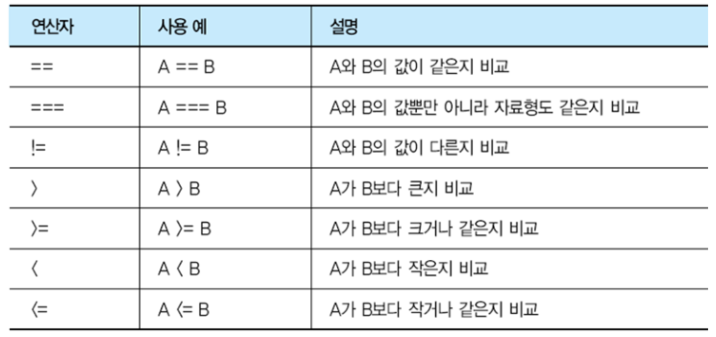 연산자 사용 예 설명
== A == B A와 B의 값이 같은지 비교
=== A === B A와 B의 값뿐만 아니라 자료형도 같은지 비교
!= A != B A와 B의 값이 다른지 비교
> A > B A가 B보다 큰지 비교
>= A >= B A가 B보다 크거나 같은지 비교
< A < B A가 B보다 작은지 비교
<= A <= B A가 B보다 작거나 같은지 비교